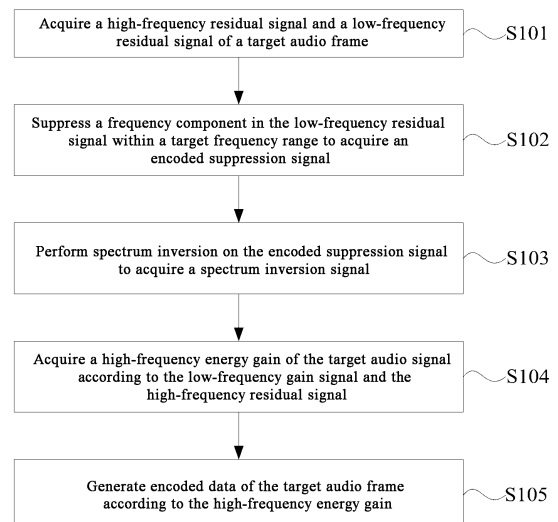 Acquire a high-frequency residual signal and a low-frequency
residual signal of a target audio frame
S101
Suppress a frequency component in the low-frequency residual
signal within a target frequency range to acquire an
encoded suppression signal
S102
Perform spectrum inversion on the encoded suppression signal
to acquire a spectrum inversion signal
S103
Acquire a high-frequency energy gain of the target audio signal
according to the low-frequency gain signal and the
high-frequency residual signal
S104
Generate encoded data of the target audio frame
according to the high-frequency energy gain
S105